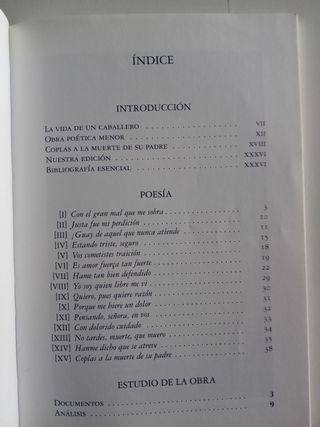 ÍNDICE
INTRODUCCIÓN
LA VIDA DE UN CABALLERO VII
OBRA POÉTICA MENOR XII
COPLAS A LA MUERTE DE SU PADRE XVIII
NUESTRA EDICIÓN XXXVI
BIBLIOGRAFÍA ESENCIAL XXXVI
POESÍA
[I] Con el gran mal que me sobra 3
[II] Justa fue mi perdición 10
[III] ¡Guay de aquel que nunca atiende 11
[IV] Estando triste, seguro 15
[V] Vos cometistes traición 18
[VI] Es amor fuerça tan fuerte 19
[VII] Hame tan bien defendido 22
[VIII] Yo soy quien libre me vi 29
[IX] Quiero, pues quiere razón 30
[X] Porque me hiere un dolor 31
[XI] Pensando, señora, en vos 31
[XII] Con dolorido cuidado 32
[XIII] No tardes, muerte, que muero 34
[XIV] Hanme dicho que se atreve 35
[XV] Coplas a la muerte de su padre 38
ESTUDIO DE LA OBRA
DOCUMENTOS 3
ANÁLISIS 9